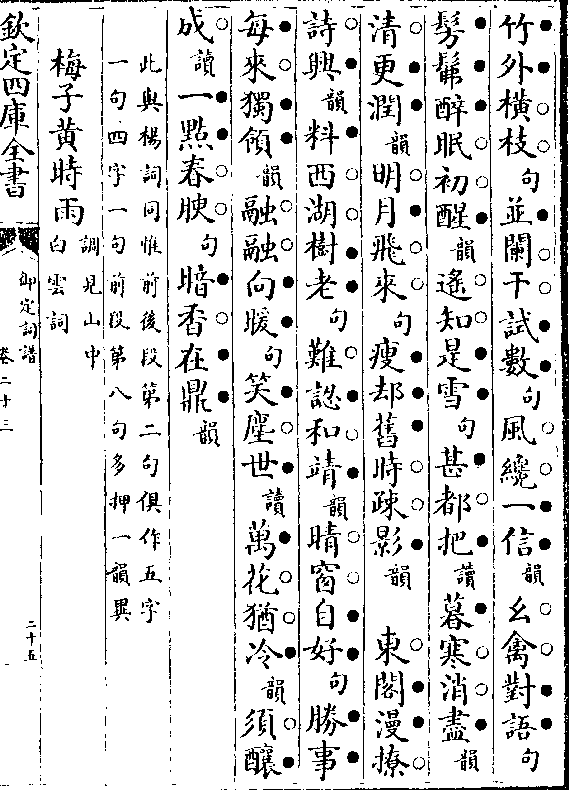 竹外橫枝句並闌干試數句風纔一信韻幺禽對語句
髣髴醉眠初醒韻遙知是雪句甚都把讀暮寒消盡韻
清更潤韻明月飛來句瘦却舊時疎影韻　東閣漫撩
詩興韻料西湖樹老句難認和靖韻晴窗自好句勝事
每來獨領韻融融向暖句笑塵世讀萬花猶冷韻須釀
成讀一點春腴句暗香在鼎韻
此與楊詞同惟前後段第二句俱作五字
一句四字一句前段第八句多押一韻異
梅子黄時雨調見山中
白雲詞
欽定四庫全書
御定詞譜
卷二十三
二十五